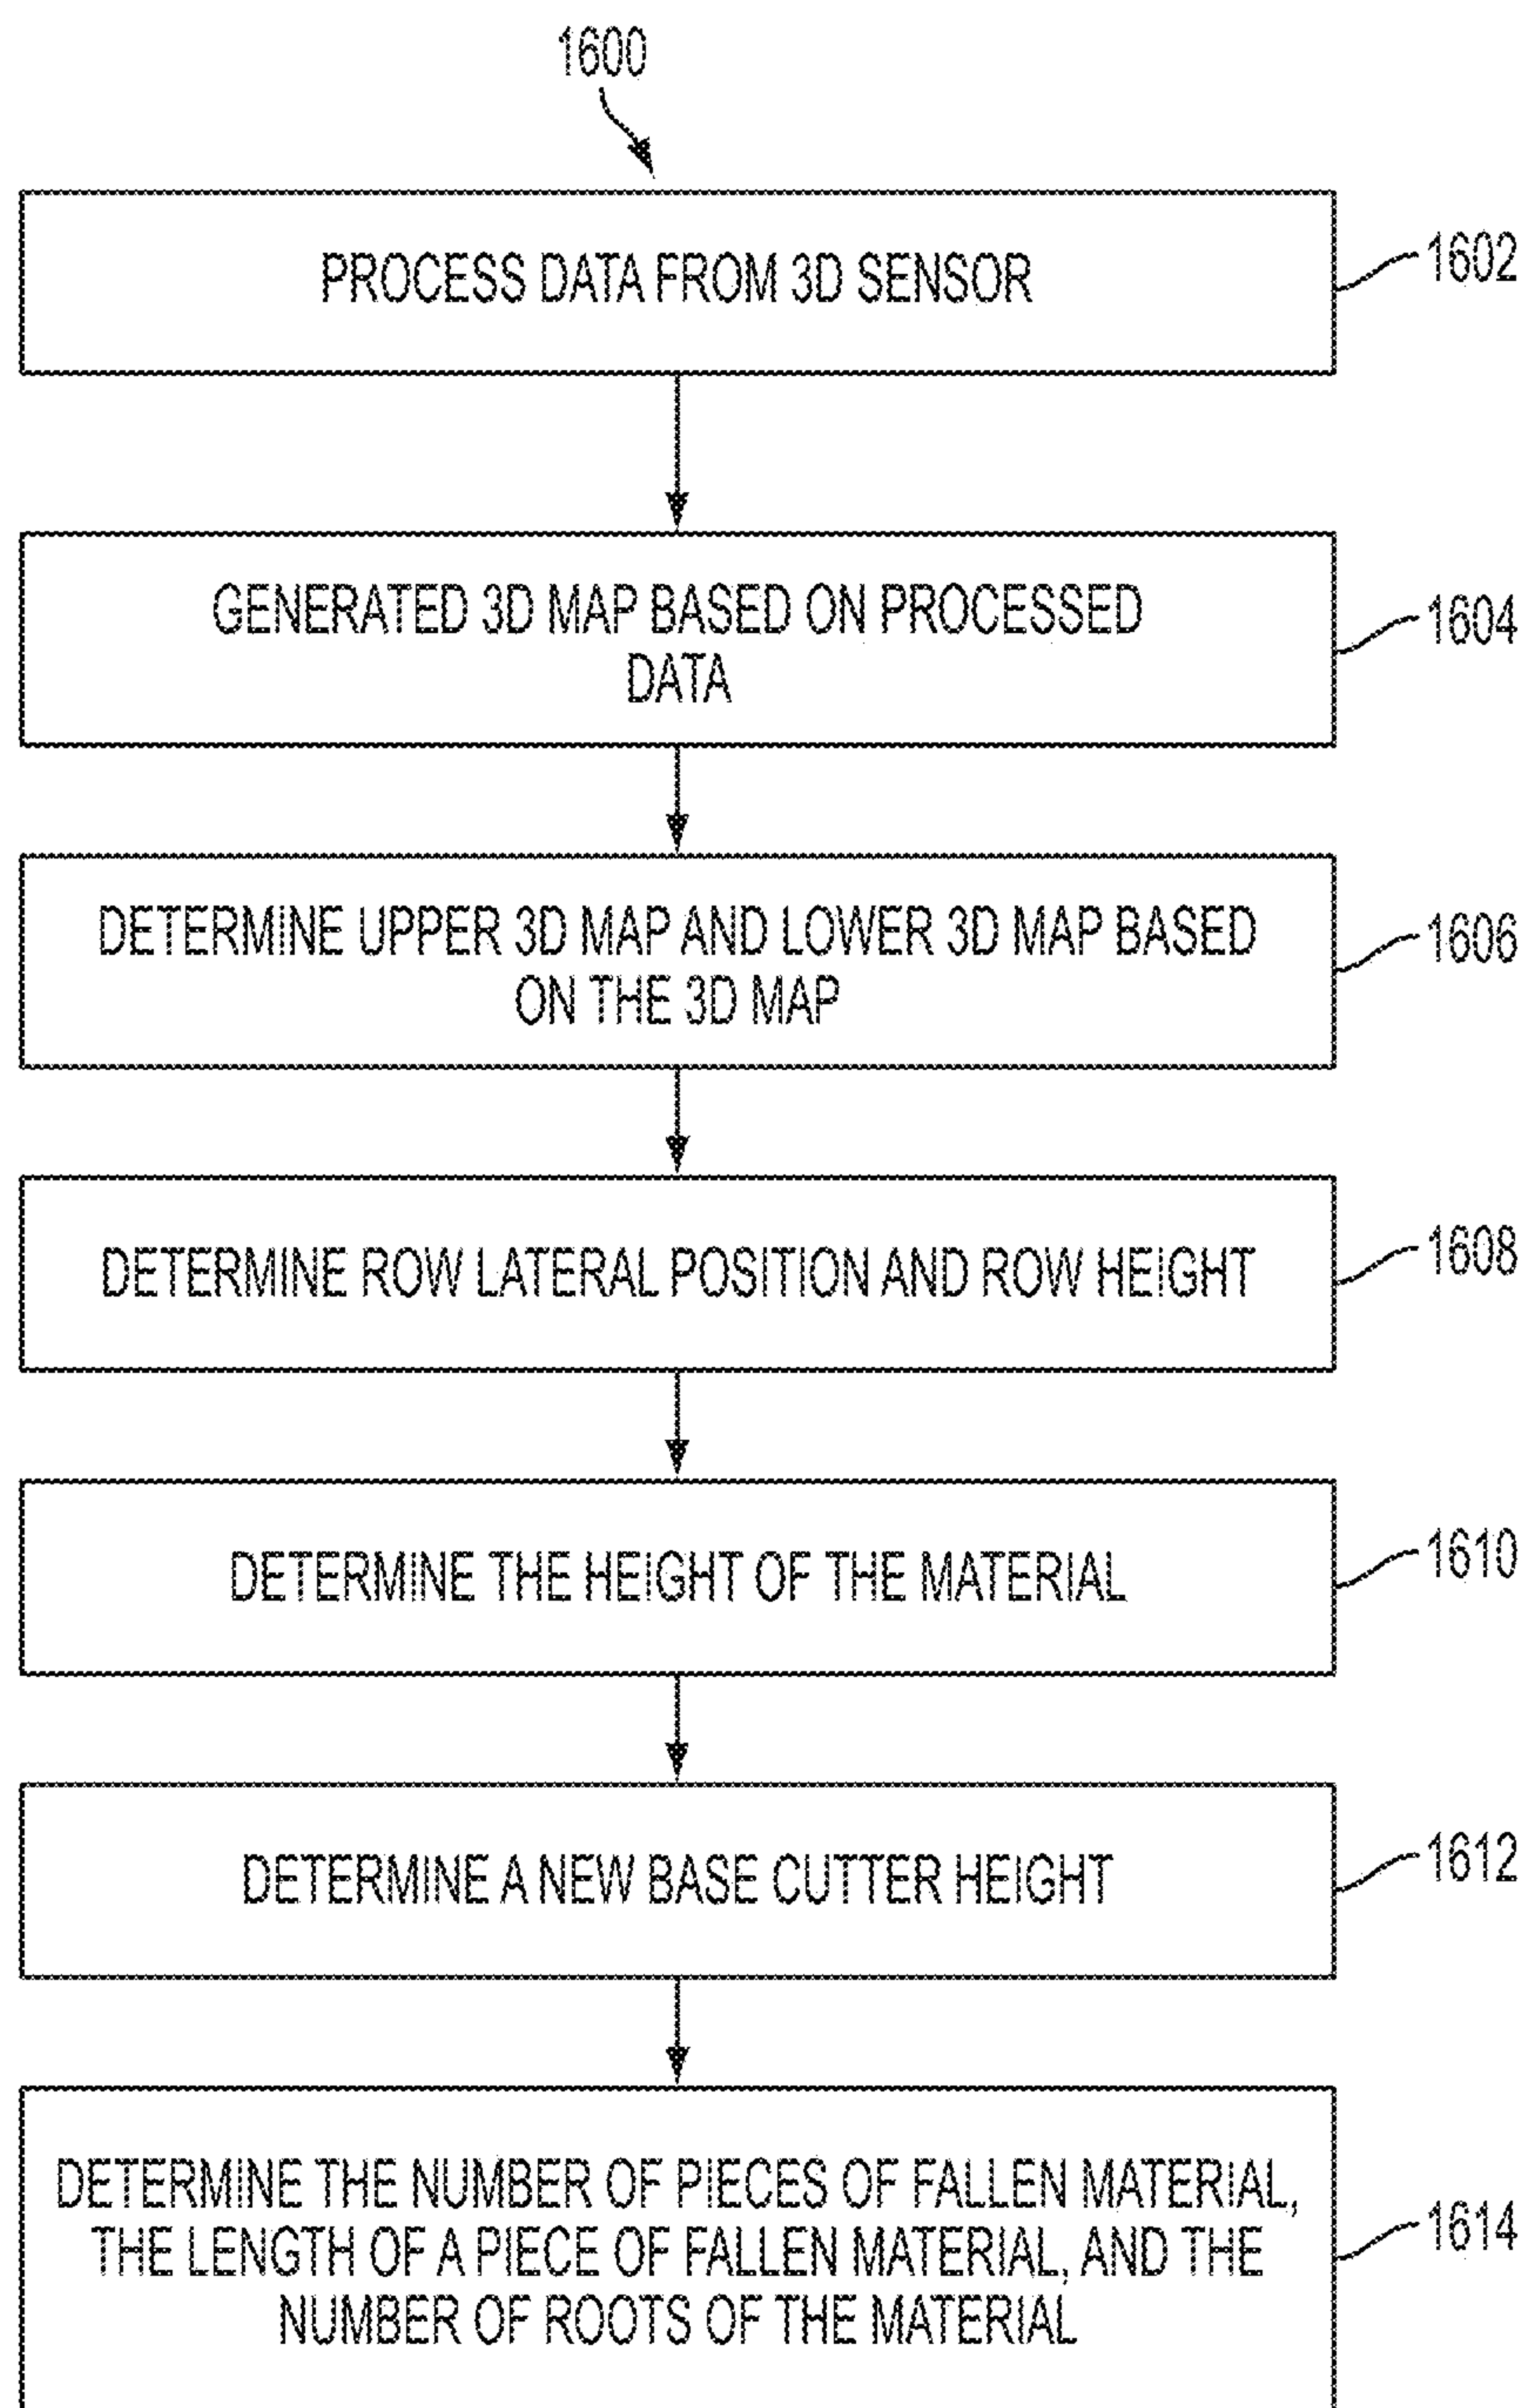 1600
PROCESS DATA FROM 3D SENSOR
1602
GENERATED 3D MAP BASED ON PROCESSED
DATA
1604
DETERMINE UPPER 3D MAP AND LOWER 3D MAP BASED
ON THE 3D MAP
1606
DETERMINE ROW LATERAL POSITION AND ROW HEIGHT
1608
DETERMINE THE HEIGHT OF THE MATERIAL
1610
DETERMINE A NEW BASE CUTTER HEIGHT
1612
DETERMINE THE NUMBER OF PIECES OF FALLEN MATERIAL,
THE LENGTH OF A PIECE OF FALLEN MATERIAL, AND THE
NUMBER OF ROOTS OF THE MATERIAL
1614